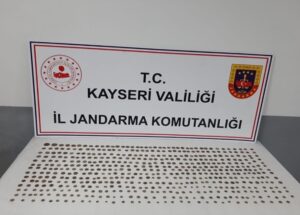 T.C.
KAYSERİ VALİLİĞİ
İL JANDARMA KOMUTANLIĞI